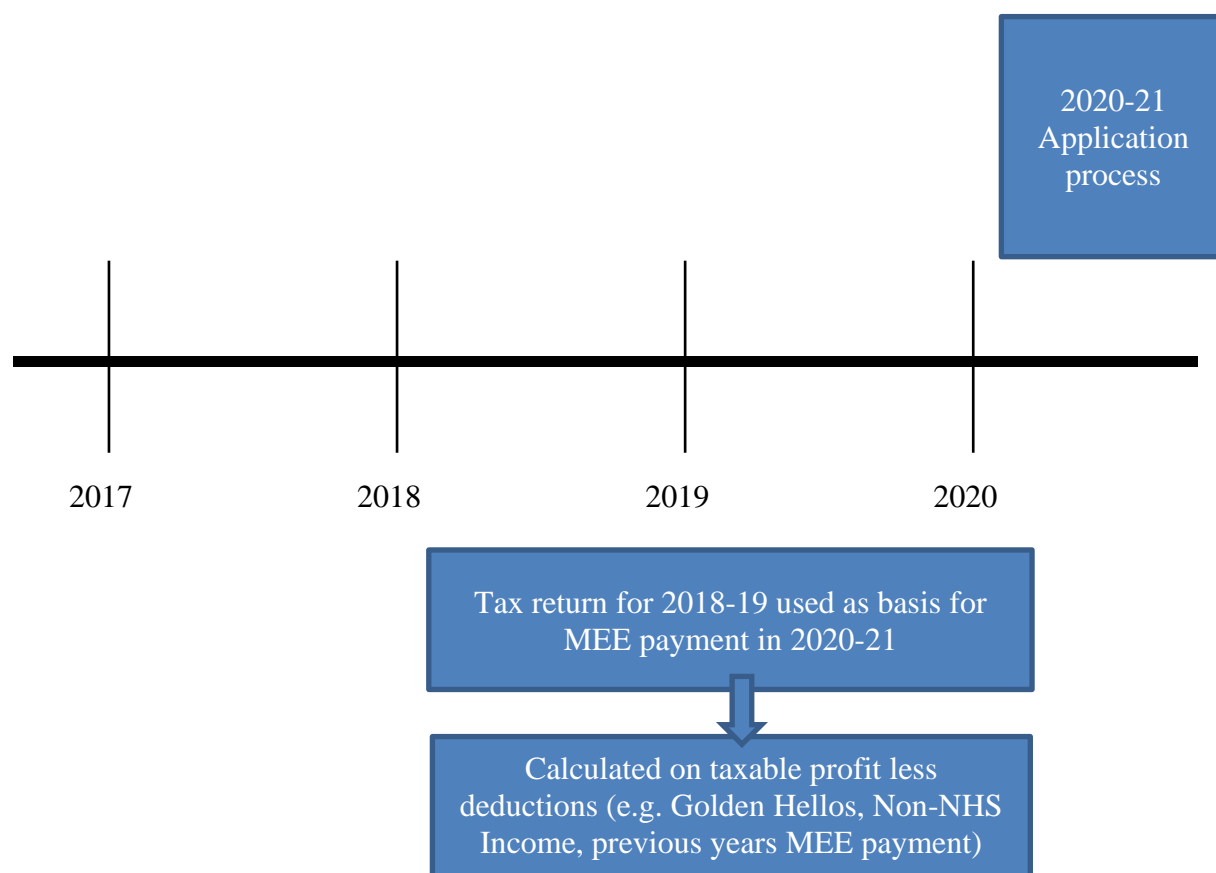 2020-21
Application
process
2017
2018
2019
2020
Tax return for 2018-19 used as basis for
MEE payment in 2020-21
Calculated on taxable profit less
deductions (e.g. Golden Hellos, Non-NHS
Income, previous years MEE payment)